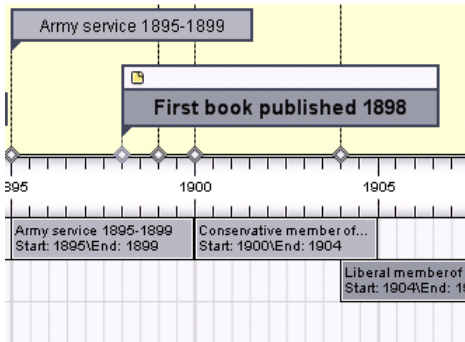 Army service 1895-1899
First book published 1898
895 1900 1905
Army service 1895-1899
Start: 1895\End: 1899
Conservative member of...
Start: 1900\End: 1904
Liberal member of
Start: 1904\End: